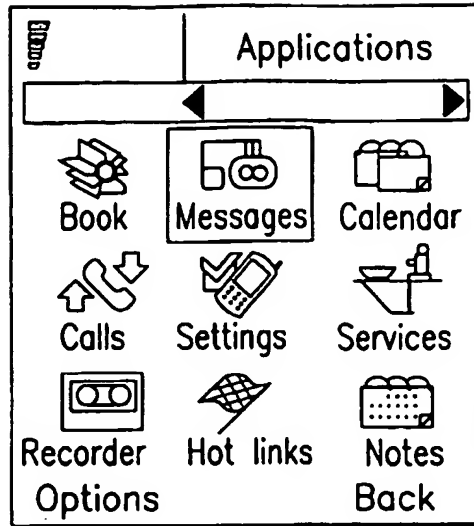 Applications
Book Messages Calendar
Calls Settings Services
Recorder Hot links Notes
Options Back